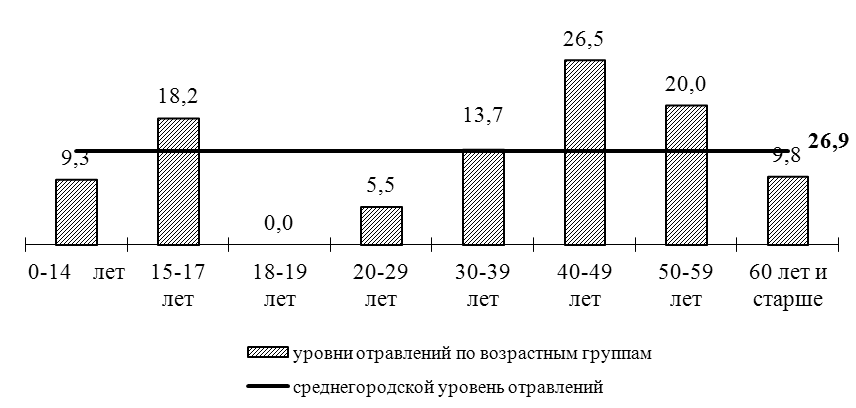 26,5
20,0
18,2
13,7
26,9
9,3
9,8
5,5
0,0
0-14 лет
15-17 лет
18-19 лет
20-29 лет
30-39 лет
40-49 лет
50-59 лет
60 лет и старше
уровни отравлений по возрастным группам
среднегородской уровень отравлений